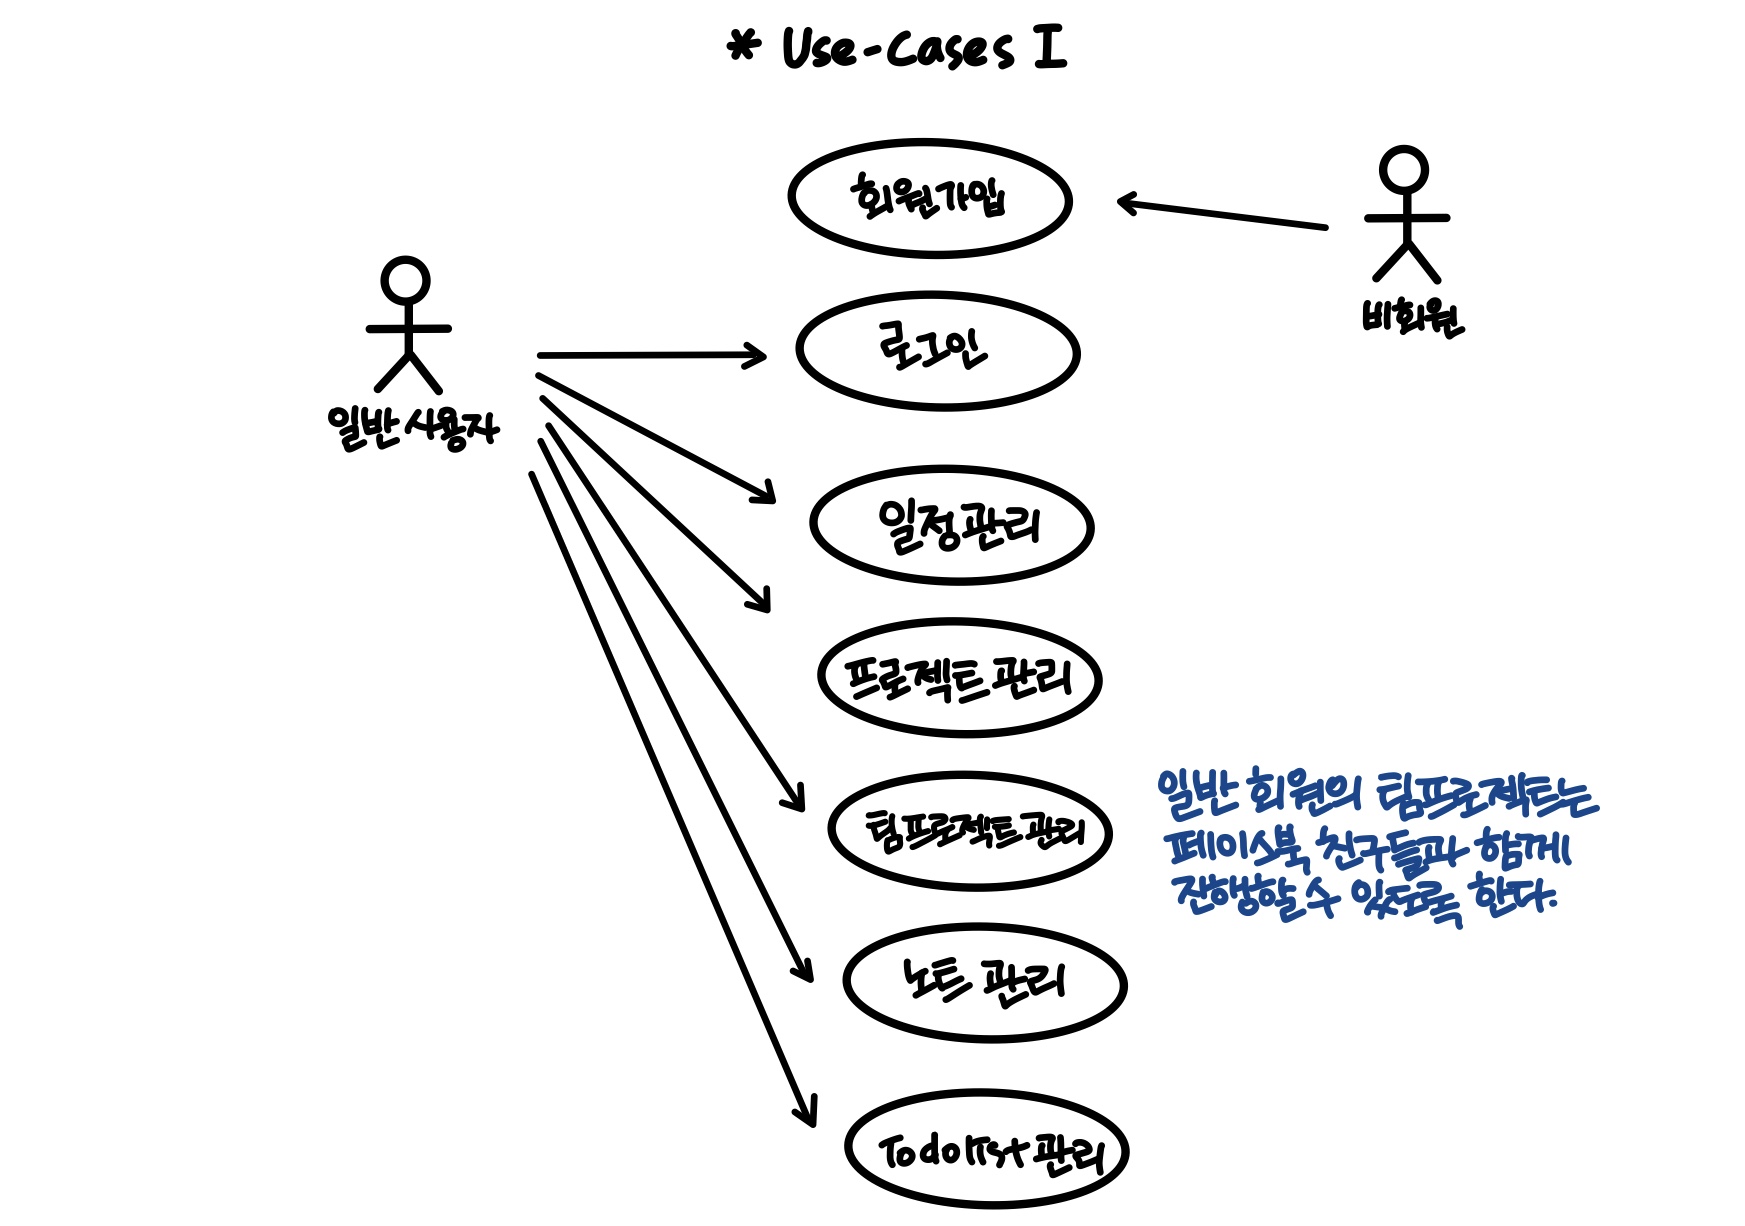 * Use-Cases I
회원가입
비회원
로그인
일반 사용자
일정관리
프로젝트 관리
팀프로젝트 관리
일반 회원의 팀프로젝트는
페이스북 친구들과 함께
진행할 수 있도록 한다.
노트 관리
Todolist 관리